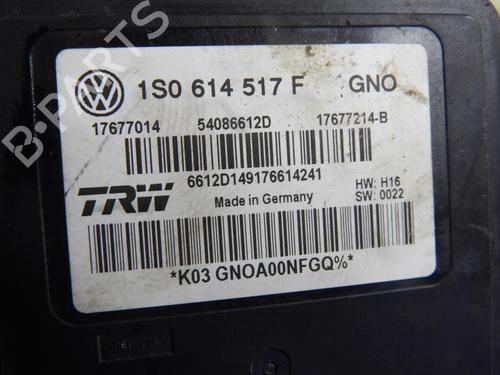 B-PARTS
1S0 614 517 F GNO
17677014 54086612D 17677214-B
6612D149176614241
TRW
Made in Germany
HW: H16
SW: 0022
*K03 GNOA00NFGQ%*